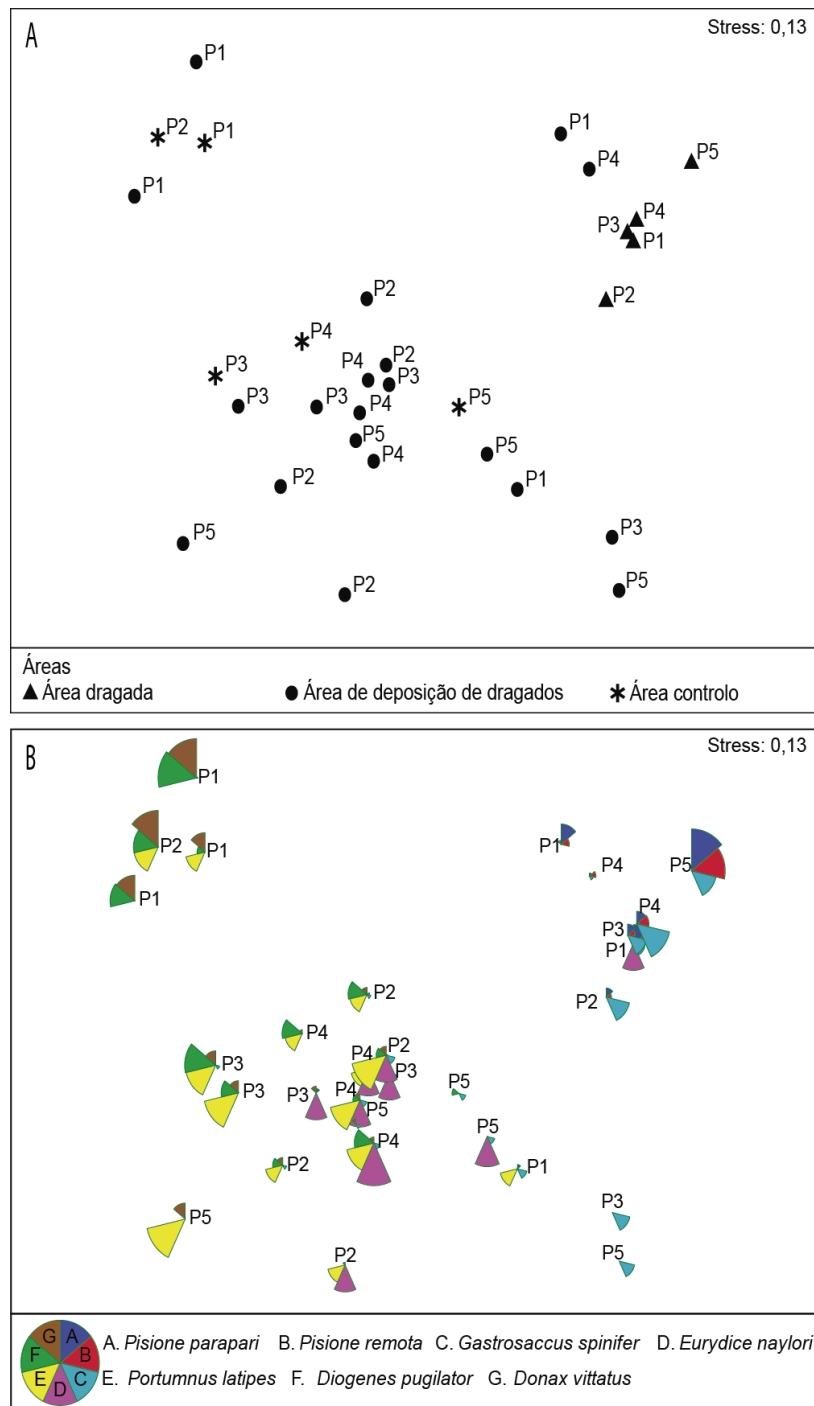 A
Stress: 0,13
P1
P2
P1
P1
P1
P4
P5
P3
P4
P1
P2
P2
P4
P3
P4
P2
P3
P3
P3
P4
P5
P5
P4
P5
P2
P1
P5
P3
P2
P5
Áreas
Área dragada
Área de deposição de dragados
Área controlo
B
Stress: 0,13
P1
P2
P1
P1
P1
P4
P5
P4
P3
P1
P2
P2
P4
P3
P4
P2
P3
P3
P3
P4
P5
P5
P4
P5
P2
P1
P5
P3
P2
P5
G A
F B
E C
D
A. Pisione parapari B. Pisione remota C. Gastrosaccus spinifer D. Eurydice naylori
E. Portumnus latipes F. Diogenes pugilator G. Donax vittatus